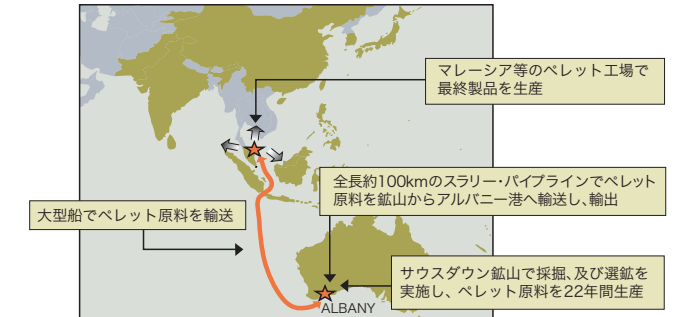 マレーシア等のペレット工場で
最終製品を生産
全長約100kmのスラリー・パイプラインでペレット
原料を鉱山からアルバニー港へ輸送し、輸出
大型船でペレット原料を輸送
サウスダウン鉱山で採掘、及び選鉱を
実施し、ペレット原料を22年間生産
ALBANY